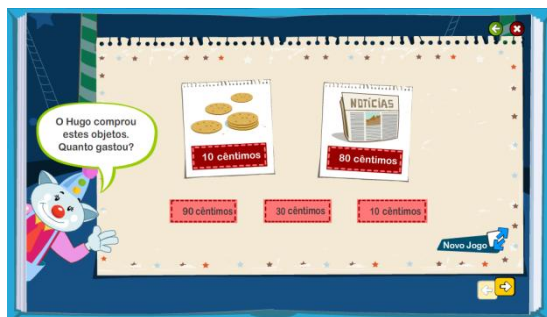 O Hugo comprou
estes objetos.
Quanto gastou?
NOTÍCIAS
10 cêntimos
80 cêntimos
90 cêntimos
30 cêntimos
10 cêntimos
Novo Jogo